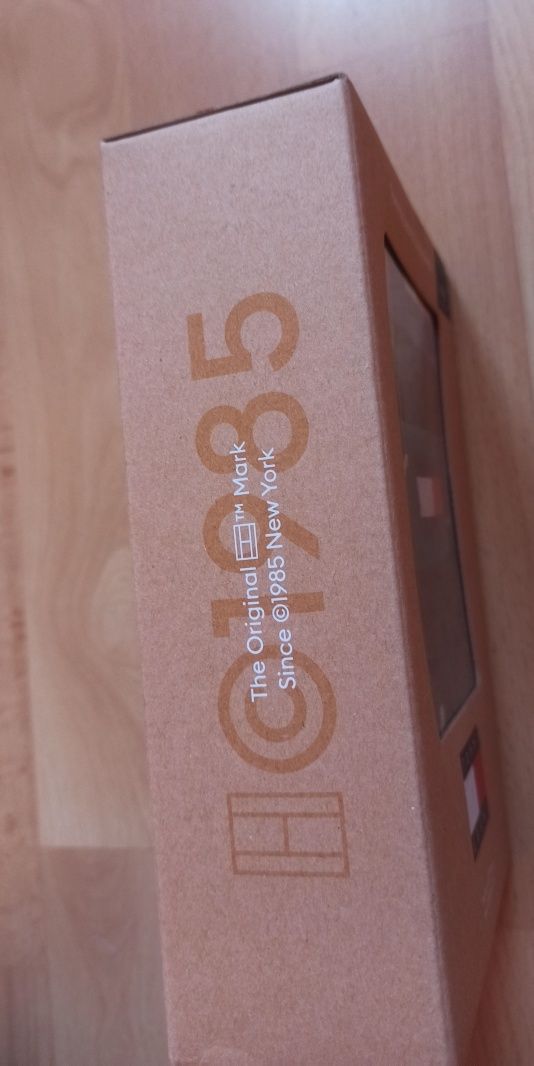 ©1985
The Original ™ Mark
Since ©1985 New York